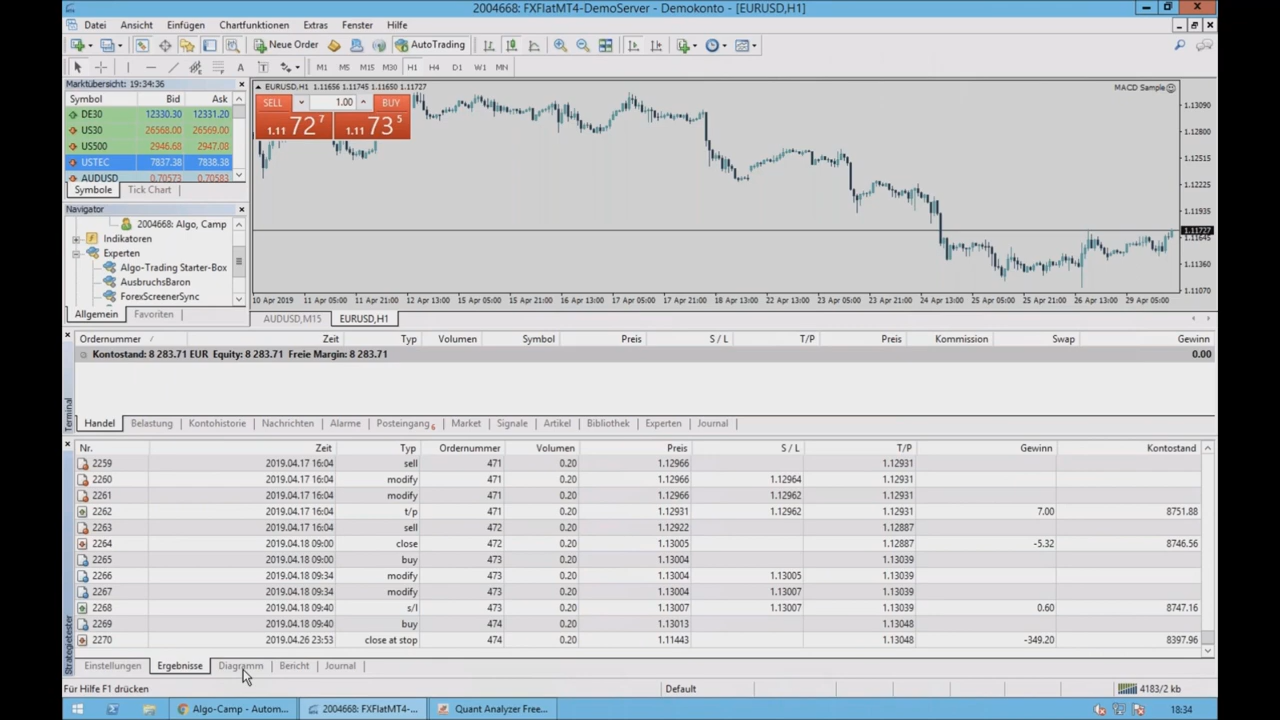 2004668: FXFlatMT4-DemoServer - Demokonto - [EURUSD,H1]
Datei Ansicht Einfügen Chartfunktionen Extras Fenster Hilfe
Neue Order AutoTrading
A T M1 M5 M15 M30 H1 H4 D1 W1 MN
Marktübersicht: 19:34:36
Symbol Bid Ask
DE30 12330.30 12331.20
US30 26568.00 26569.00
US500 2946.68 2947.08
USTEC 7837.38 7838.38
AUDUSD 0.70573 0.70583
Symbole Tick Chart
Navigator
2004668: Algo, Camp
Indikatoren
Experten
Algo-Trading Starter-Box
AusbruchsBaron
ForexScreenerSync
Allgemein Favoriten
EURUSD,H1 1.11656 1.11745 1.11650 1.11727
MACD Sample
SELL 1.00 BUY
1.11 72 7 1.11 73 5
1.13090
1.12800
1.12515
1.12225
1.11935
1.11727
1.11645
1.11360
1.11070
10 Apr 2019 11 Apr 05:00 11 Apr 21:00 12 Apr 13:00 15 Apr 05:00 15 Apr 21:00 16 Apr 13:00 17 Apr 05:00 17 Apr 21:00 18 Apr 13:00 22 Apr 13:00 23 Apr 05:00 23 Apr 21:00 24 Apr 13:00 25 Apr 05:00 25 Apr 21:00 26 Apr 13:00 29 Apr 05:00
AUDUSD,M15 EURUSD,H1
Ordernummer Zeit Typ Volumen Symbol Preis S / L T/P Preis Kommission Swap Gewinn
Kontostand: 8 283.71 EUR Equity: 8 283.71 Freie Margin: 8 283.71 0.00
Terminal
Handel Belastung Kontohistorie Nachrichten Alarme Posteingang 6 Market Signale Artikel Bibliothek Experten Journal
Nr. Zeit Typ Ordernummer Volumen Preis S / L T/P Gewinn Kontostand
2259 2019.04.17 16:04 sell 471 0.20 1.12966 1.12931
2260 2019.04.17 16:04 modify 471 0.20 1.12966 1.12964 1.12931
2261 2019.04.17 16:04 modify 471 0.20 1.12966 1.12962 1.12931
2262 2019.04.17 16:04 t/p 471 0.20 1.12931 1.12962 1.12931 7.00 8751.88
2263 2019.04.17 16:04 sell 472 0.20 1.12922 1.12887
2264 2019.04.18 09:00 close 472 0.20 1.13005 1.12887 -5.32 8746.56
2265 2019.04.18 09:00 buy 473 0.20 1.13004 1.13039
2266 2019.04.18 09:34 modify 473 0.20 1.13004 1.13005 1.13039
2267 2019.04.18 09:34 modify 473 0.20 1.13004 1.13007 1.13039
2268 2019.04.18 09:40 s/l 473 0.20 1.13007 1.13007 1.13039 0.60 8747.16
2269 2019.04.18 09:40 buy 474 0.20 1.13013 1.13048
2270 2019.04.26 23:53 close at stop 474 0.20 1.11443 1.13048 -349.20 8397.96
Strategietester
Einstellungen Ergebnisse Diagramm Bericht Journal
Für Hilfe F1 drücken Default 4183/2 kb
Algo-Camp - Autom... 2004668: FXFlatMT4-... Quant Analyzer Free... 18:34